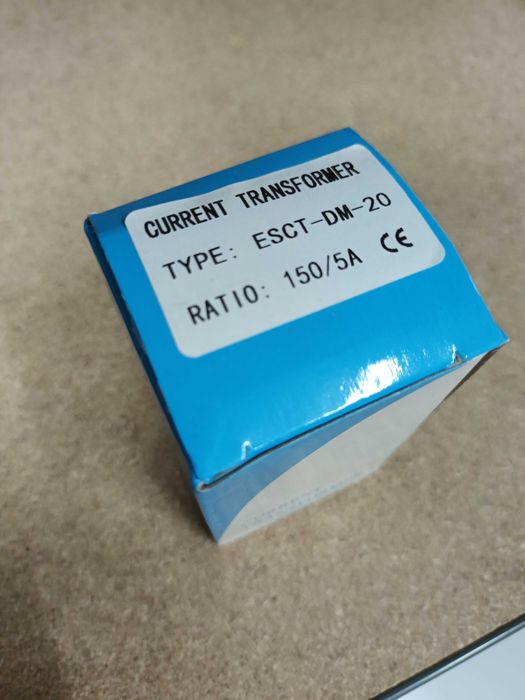 CURRENT TRANSFORMER
TYPE: ESCT-DM-20
RATIO: 150/5A CE